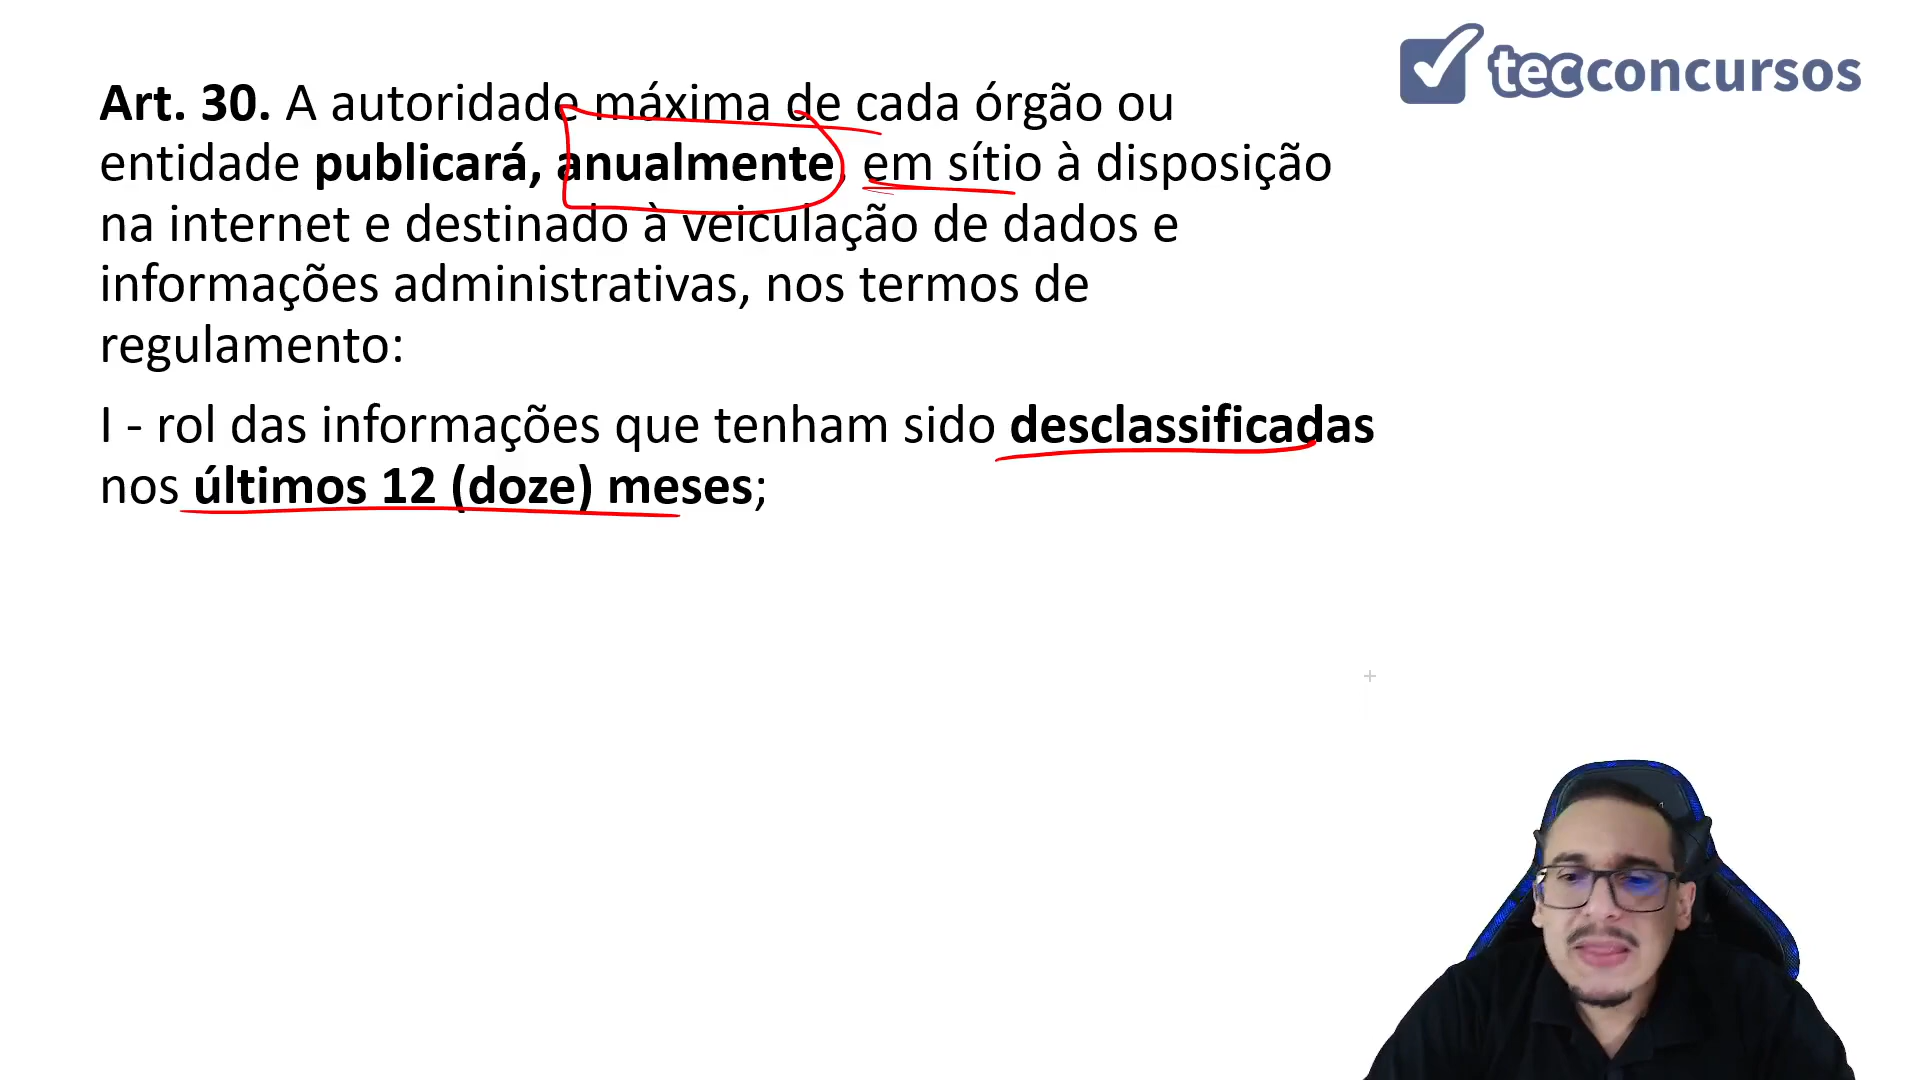 tecconcursos
Art. 30. A autoridade máxima de cada órgão ou
entidade publicará, anualmente, em sítio à disposição
na internet e destinado à veiculação de dados e
informações administrativas, nos termos de
regulamento:
I - rol das informações que tenham sido desclassificadas
nos últimos 12 (doze) meses;